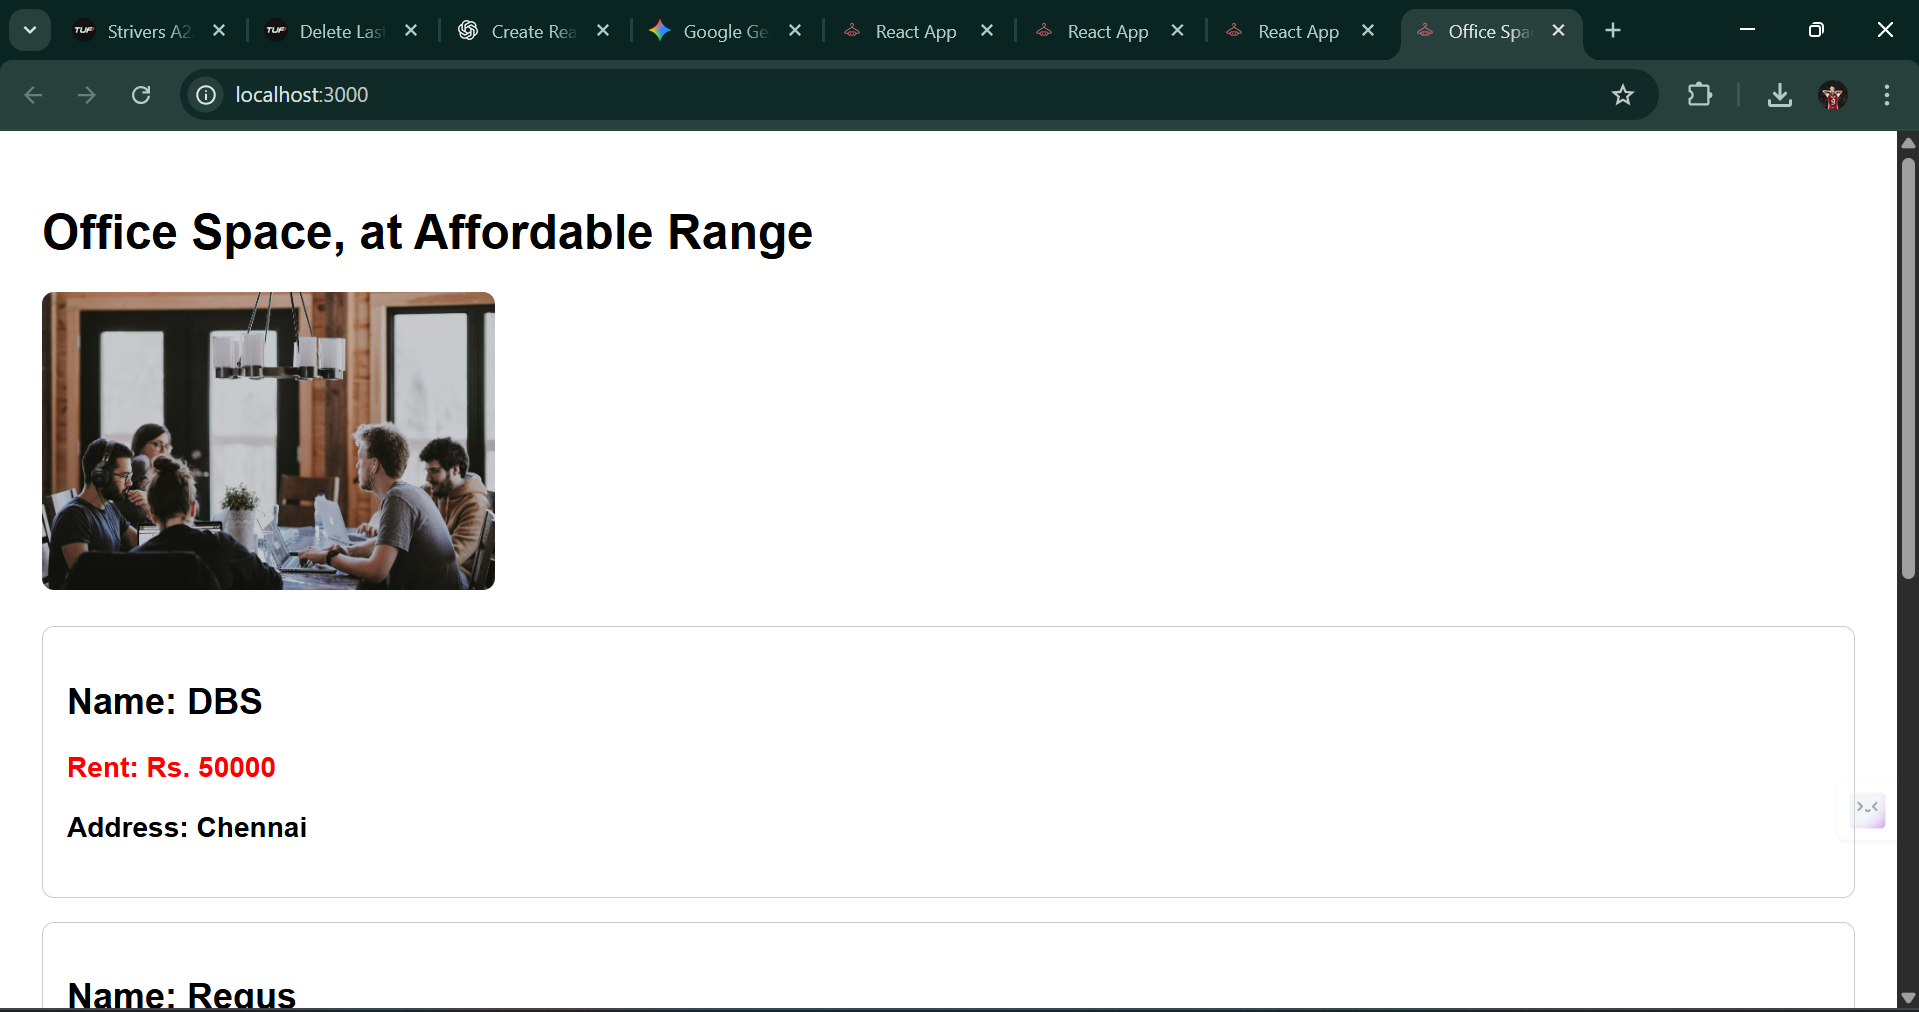 TUF Strivers A2
TUF Delete Las
Create Rea
Google Ge
React App
React App
React App
Office Spa
localhost:3000
Office Space, at Affordable Range
Name: DBS
Rent: Rs. 50000
Address: Chennai
Name: Regus